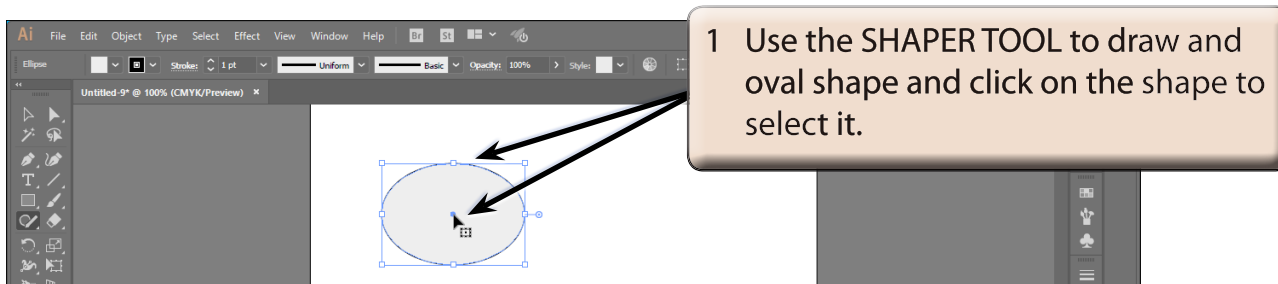 Ai File Edit Object Type Select Effect View Window Help Br St
Ellipse Stroke: 1 pt Uniform Basic Opacity: 100% Style:
Untitled-9* @ 100% (CMYK/Preview) ×
1 Use the SHAPER TOOL to draw and
oval shape and click on the shape to
select it.